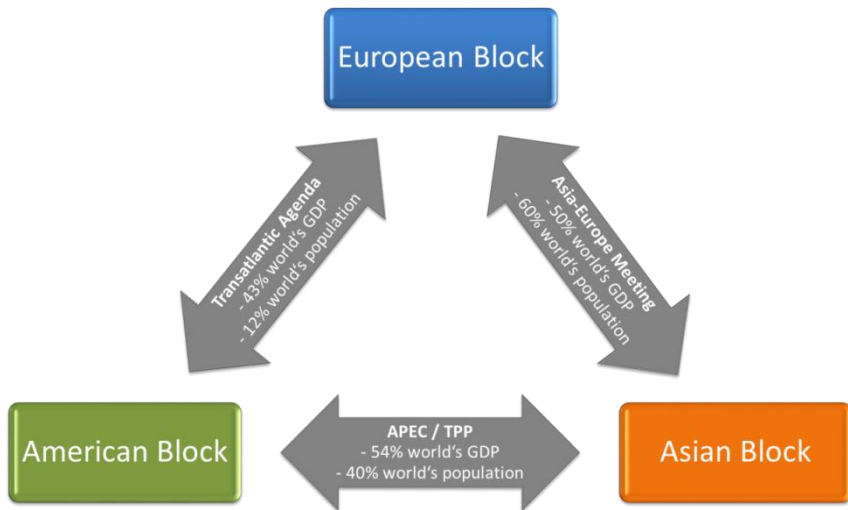 European Block
Transatlantic Agenda
- 43% world‘s GDP
- 12% world‘s population
Asia-Europe Meeting
- 50% world‘s GDP
- 60% world‘s population
American Block
APEC / TPP
- 54% world‘s GDP
- 40% world‘s population
Asian Block